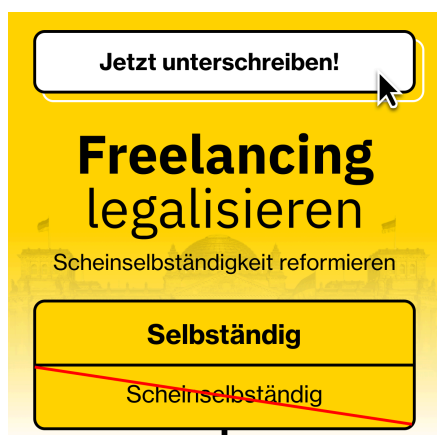 Jetzt unterschreiben!
Freelancing
legalisieren
Scheinselbständigkeit reformieren
Selbständig
Scheinselbständig